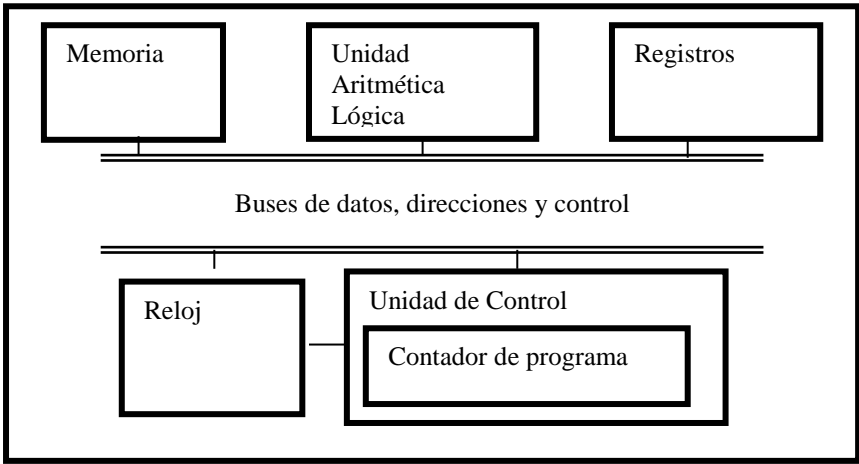 Memoria
Unidad
Aritmética
Lógica
Registros
Buses de datos, direcciones y control
Reloj
Unidad de Control
Contador de programa